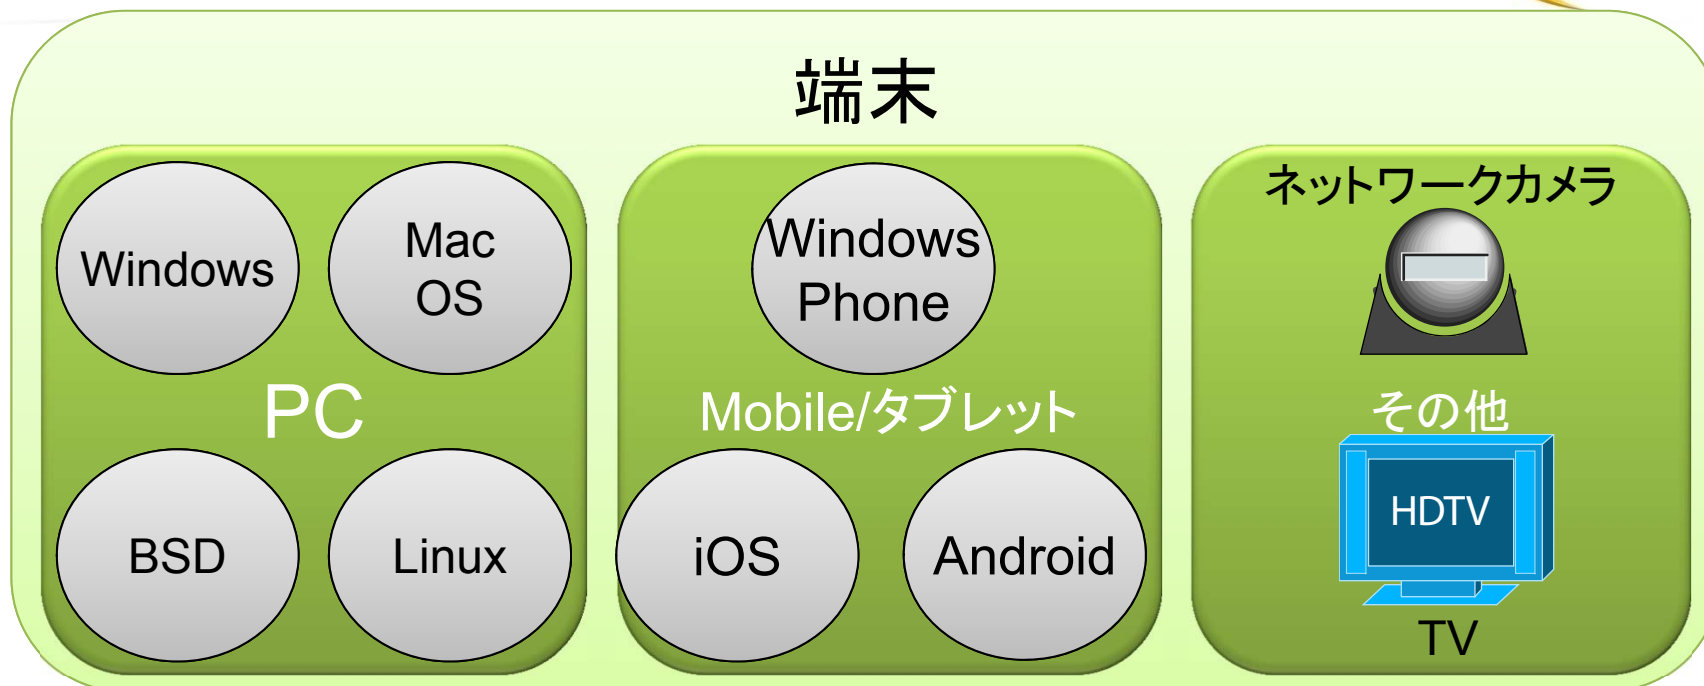 端末
Windows
Mac
OS
PC
BSD
Linux
Windows
Phone
Mobile/タブレット
iOS
Android
ネットワークカメラ
その他
HDTV
TV